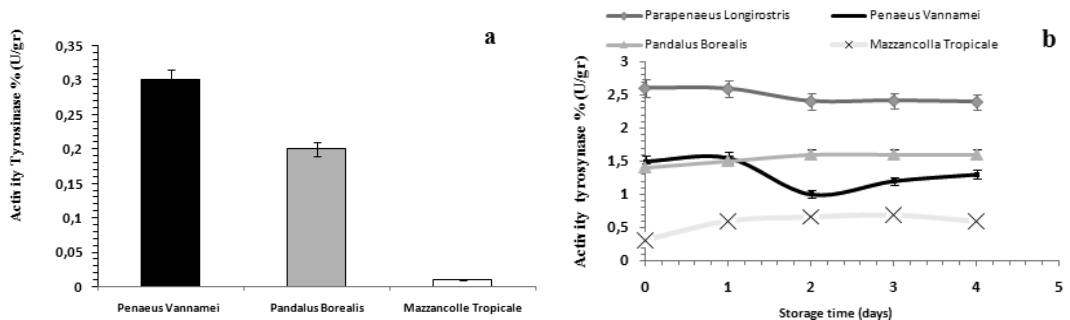 a
Activity Tyrosinase % (U/gr)
0,35
0,3
0,25
0,2
0,15
0,1
0,05
0
Penaeus Vannamei Pandalus Borealis Mazzancolle Tropicale
Parapenaeus Longirostris Penaeus Vannamei
Pandalus Borealis Mazzancolla Tropicale
b
Activity tyrosynase % (U/gr)
3
2,5
2
1,5
1
0,5
0
0 1 2 3 4 5
Storage time (days)